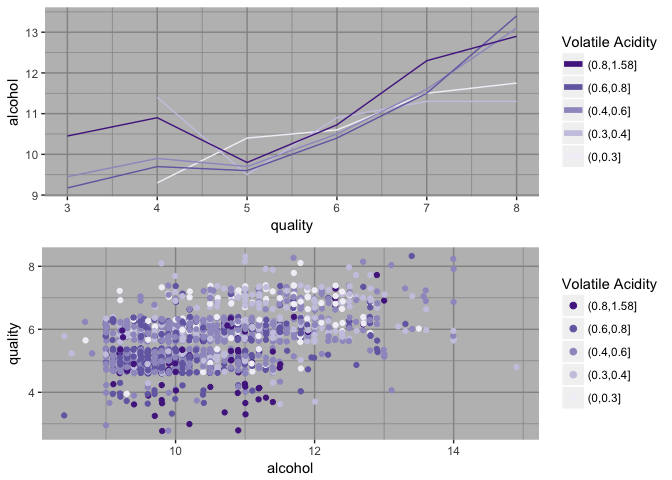 13
12
11
10
9
alcohol
3 4 5 6 7 8
quality
Volatile Acidity
(0.8,1.58]
(0.6,0.8]
(0.4,0.6]
(0.3,0.4]
(0,0.3]
8
6
4
quality
10 12 14
alcohol
Volatile Acidity
(0.8,1.58]
(0.6,0.8]
(0.4,0.6]
(0.3,0.4]
(0,0.3]